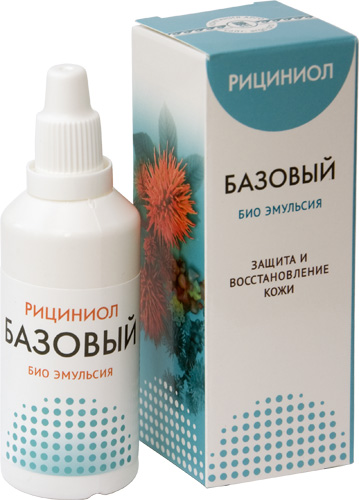 РИЦИНИОЛ
БАЗОВЫЙ
БИО ЭМУЛЬСИЯ
ЗАЩИТА И
ВОССТАНОВЛЕНИЕ
КОЖИ
РИЦИНИОЛ
БАЗОВЫЙ
БИО ЭМУЛЬСИЯ